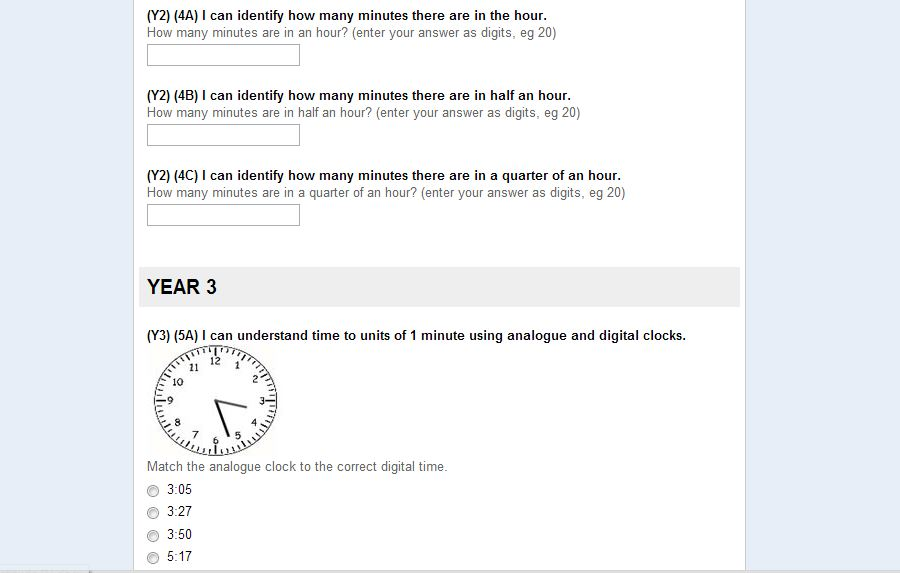 (Y2) (4A) I can identify how many minutes there are in the hour.
How many minutes are in an hour? (enter your answer as digits, eg 20)
(Y2) (4B) I can identify how many minutes there are in half an hour.
How many minutes are in half an hour? (enter your answer as digits, eg 20)
(Y2) (4C) I can identify how many minutes there are in a quarter of an hour.
How many minutes are in a quarter of an hour? (enter your answer as digits, eg 20)
YEAR 3
(Y3) (5A) I can understand time to units of 1 minute using analogue and digital clocks.
12
11 1
10 2
9 3
8 4
7 5
6
Match the analogue clock to the correct digital time.
3:05
3:27
3:50
5:17